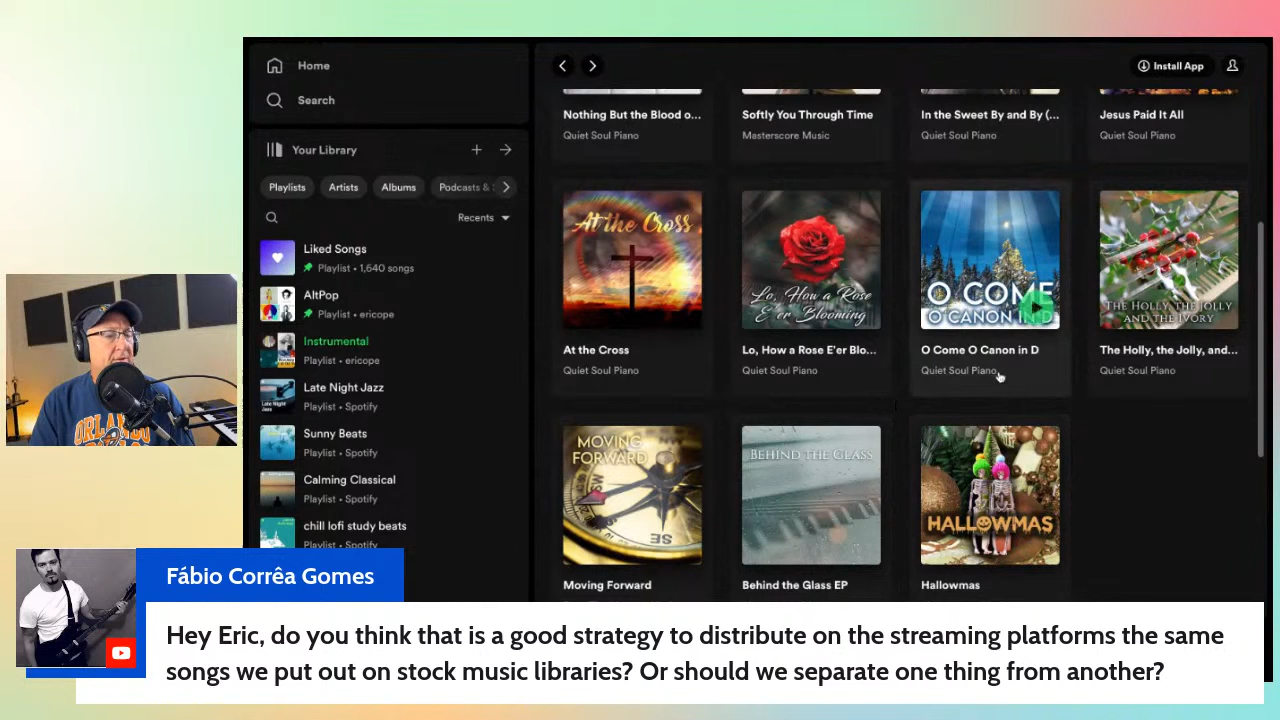 Home
Search
Your Library
Playlists
Artists
Albums
Podcasts &
Recents
Liked Songs
Playlist • 1,640 songs
AltPop
Playlist • ericope
Instrumental
Playlist • ericope
Late Night Jazz
Playlist • Spotify
Sunny Beats
Playlist • Spotify
Calming Classical
Playlist • Spotify
chill lofi study beats
Playlist • Spotify
Install App
Nothing But the Blood o...
Quiet Soul Piano
Softly You Through Time
Masterscore Music
In the Sweet By and By (...
Quiet Soul Piano
Jesus Paid It All
Quiet Soul Piano
At the Cross
At the Cross
Quiet Soul Piano
Lo, How a Rose
E'er Blooming
Lo, How a Rose E'er Blo...
Quiet Soul Piano
O COME
O CANON IN D
O Come O Canon in D
Quiet Soul Piano
THE HOLLY, THE JOLLY
AND THE IVORY
The Holly, the Jolly, and...
Quiet Soul Piano
MOVING
FORWARD
SW
SE
Moving Forward
BEHIND THE GLASS
Behind the Glass EP
HALLOWMAS
Hallowmas
ORLANDO
Fábio Corrêa Gomes
Hey Eric, do you think that is a good strategy to distribute on the streaming platforms the same
songs we put out on stock music libraries? Or should we separate one thing from another?